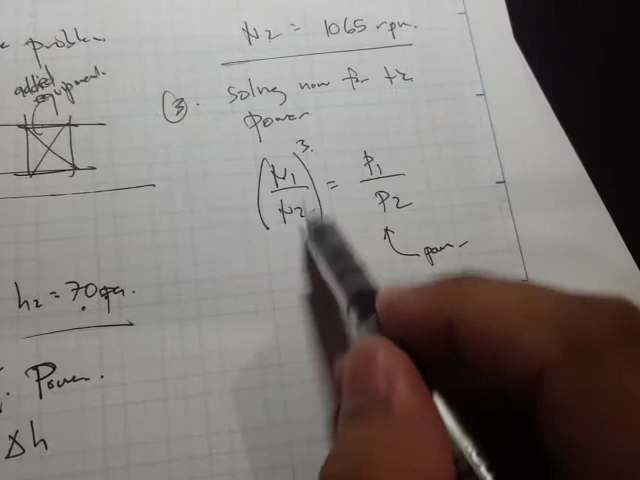 problem
added
equipment.
N2 = 1065 rpm.
3. Solving now for the
power
(N1/N2)^3. = P1/P2
h2 = 70 pa.
Power.
Δh